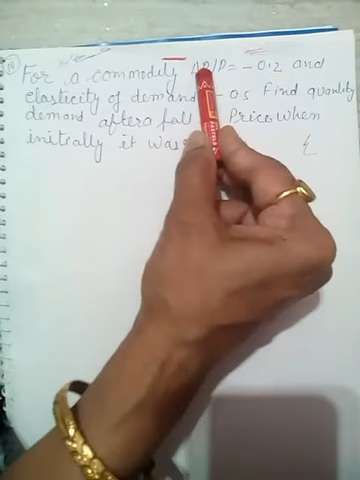 For a commodity ΔP/P = -0.2 and
Elasticity of demand - 0.5 Find quantity
demand after a fall Price when
initially it was